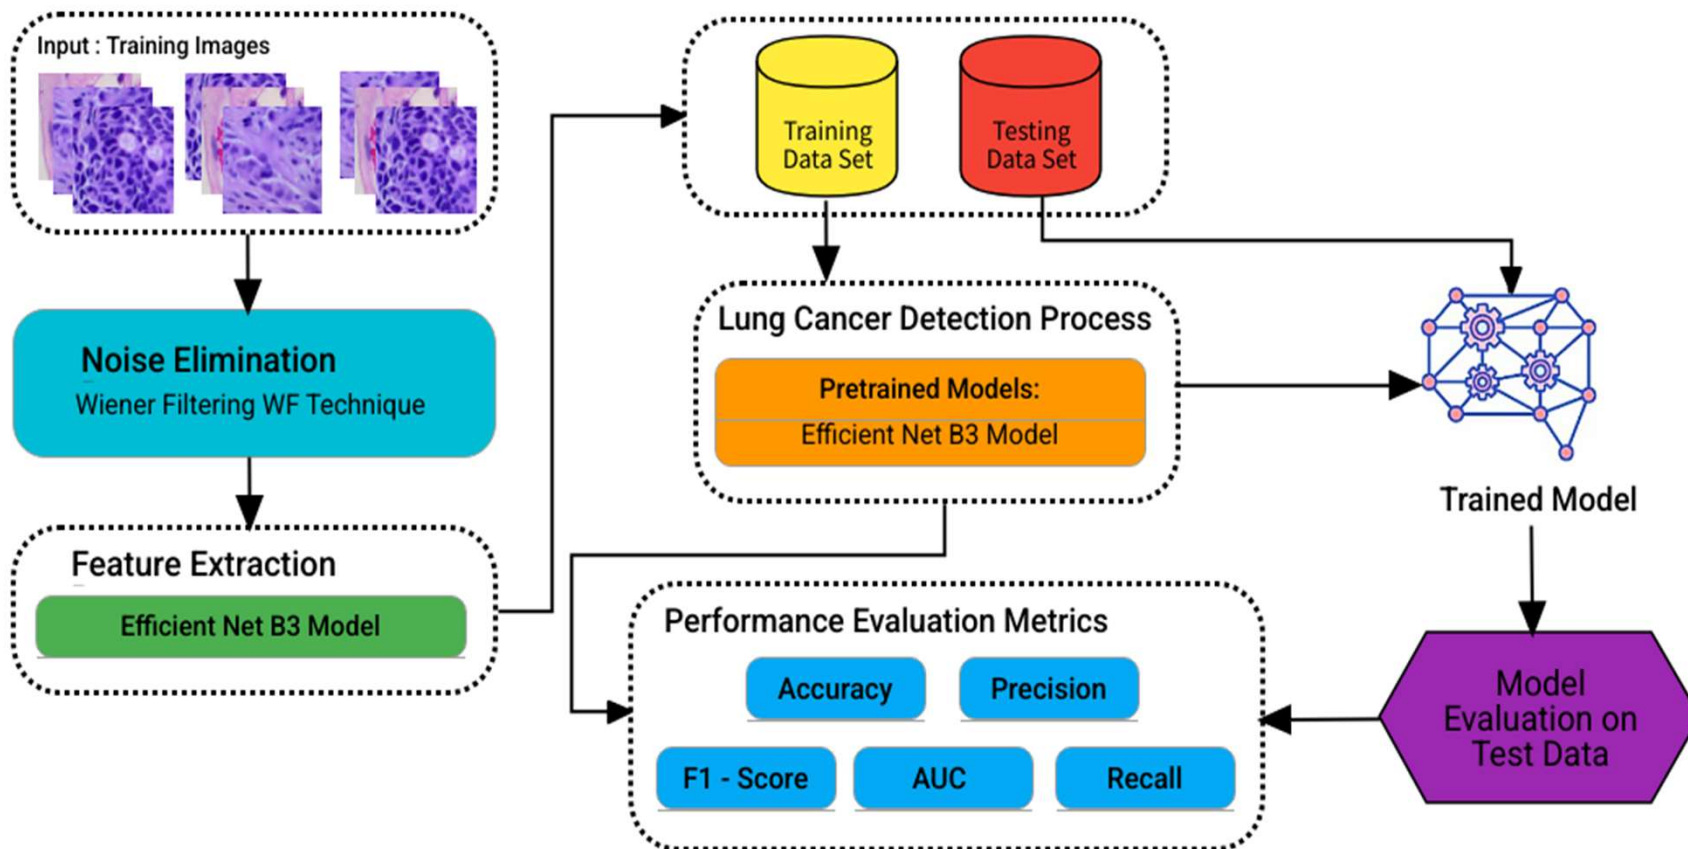 Input : Training Images
Noise Elimination
Wiener Filtering WF Technique
Feature Extraction
Efficient Net B3 Model
Training
Data Set
Testing
Data Set
Lung Cancer Detection Process
Pretrained Models:
Efficient Net B3 Model
Trained Model
Performance Evaluation Metrics
Accuracy
Precision
F1 - Score
AUC
Recall
Model
Evaluation on
Test Data